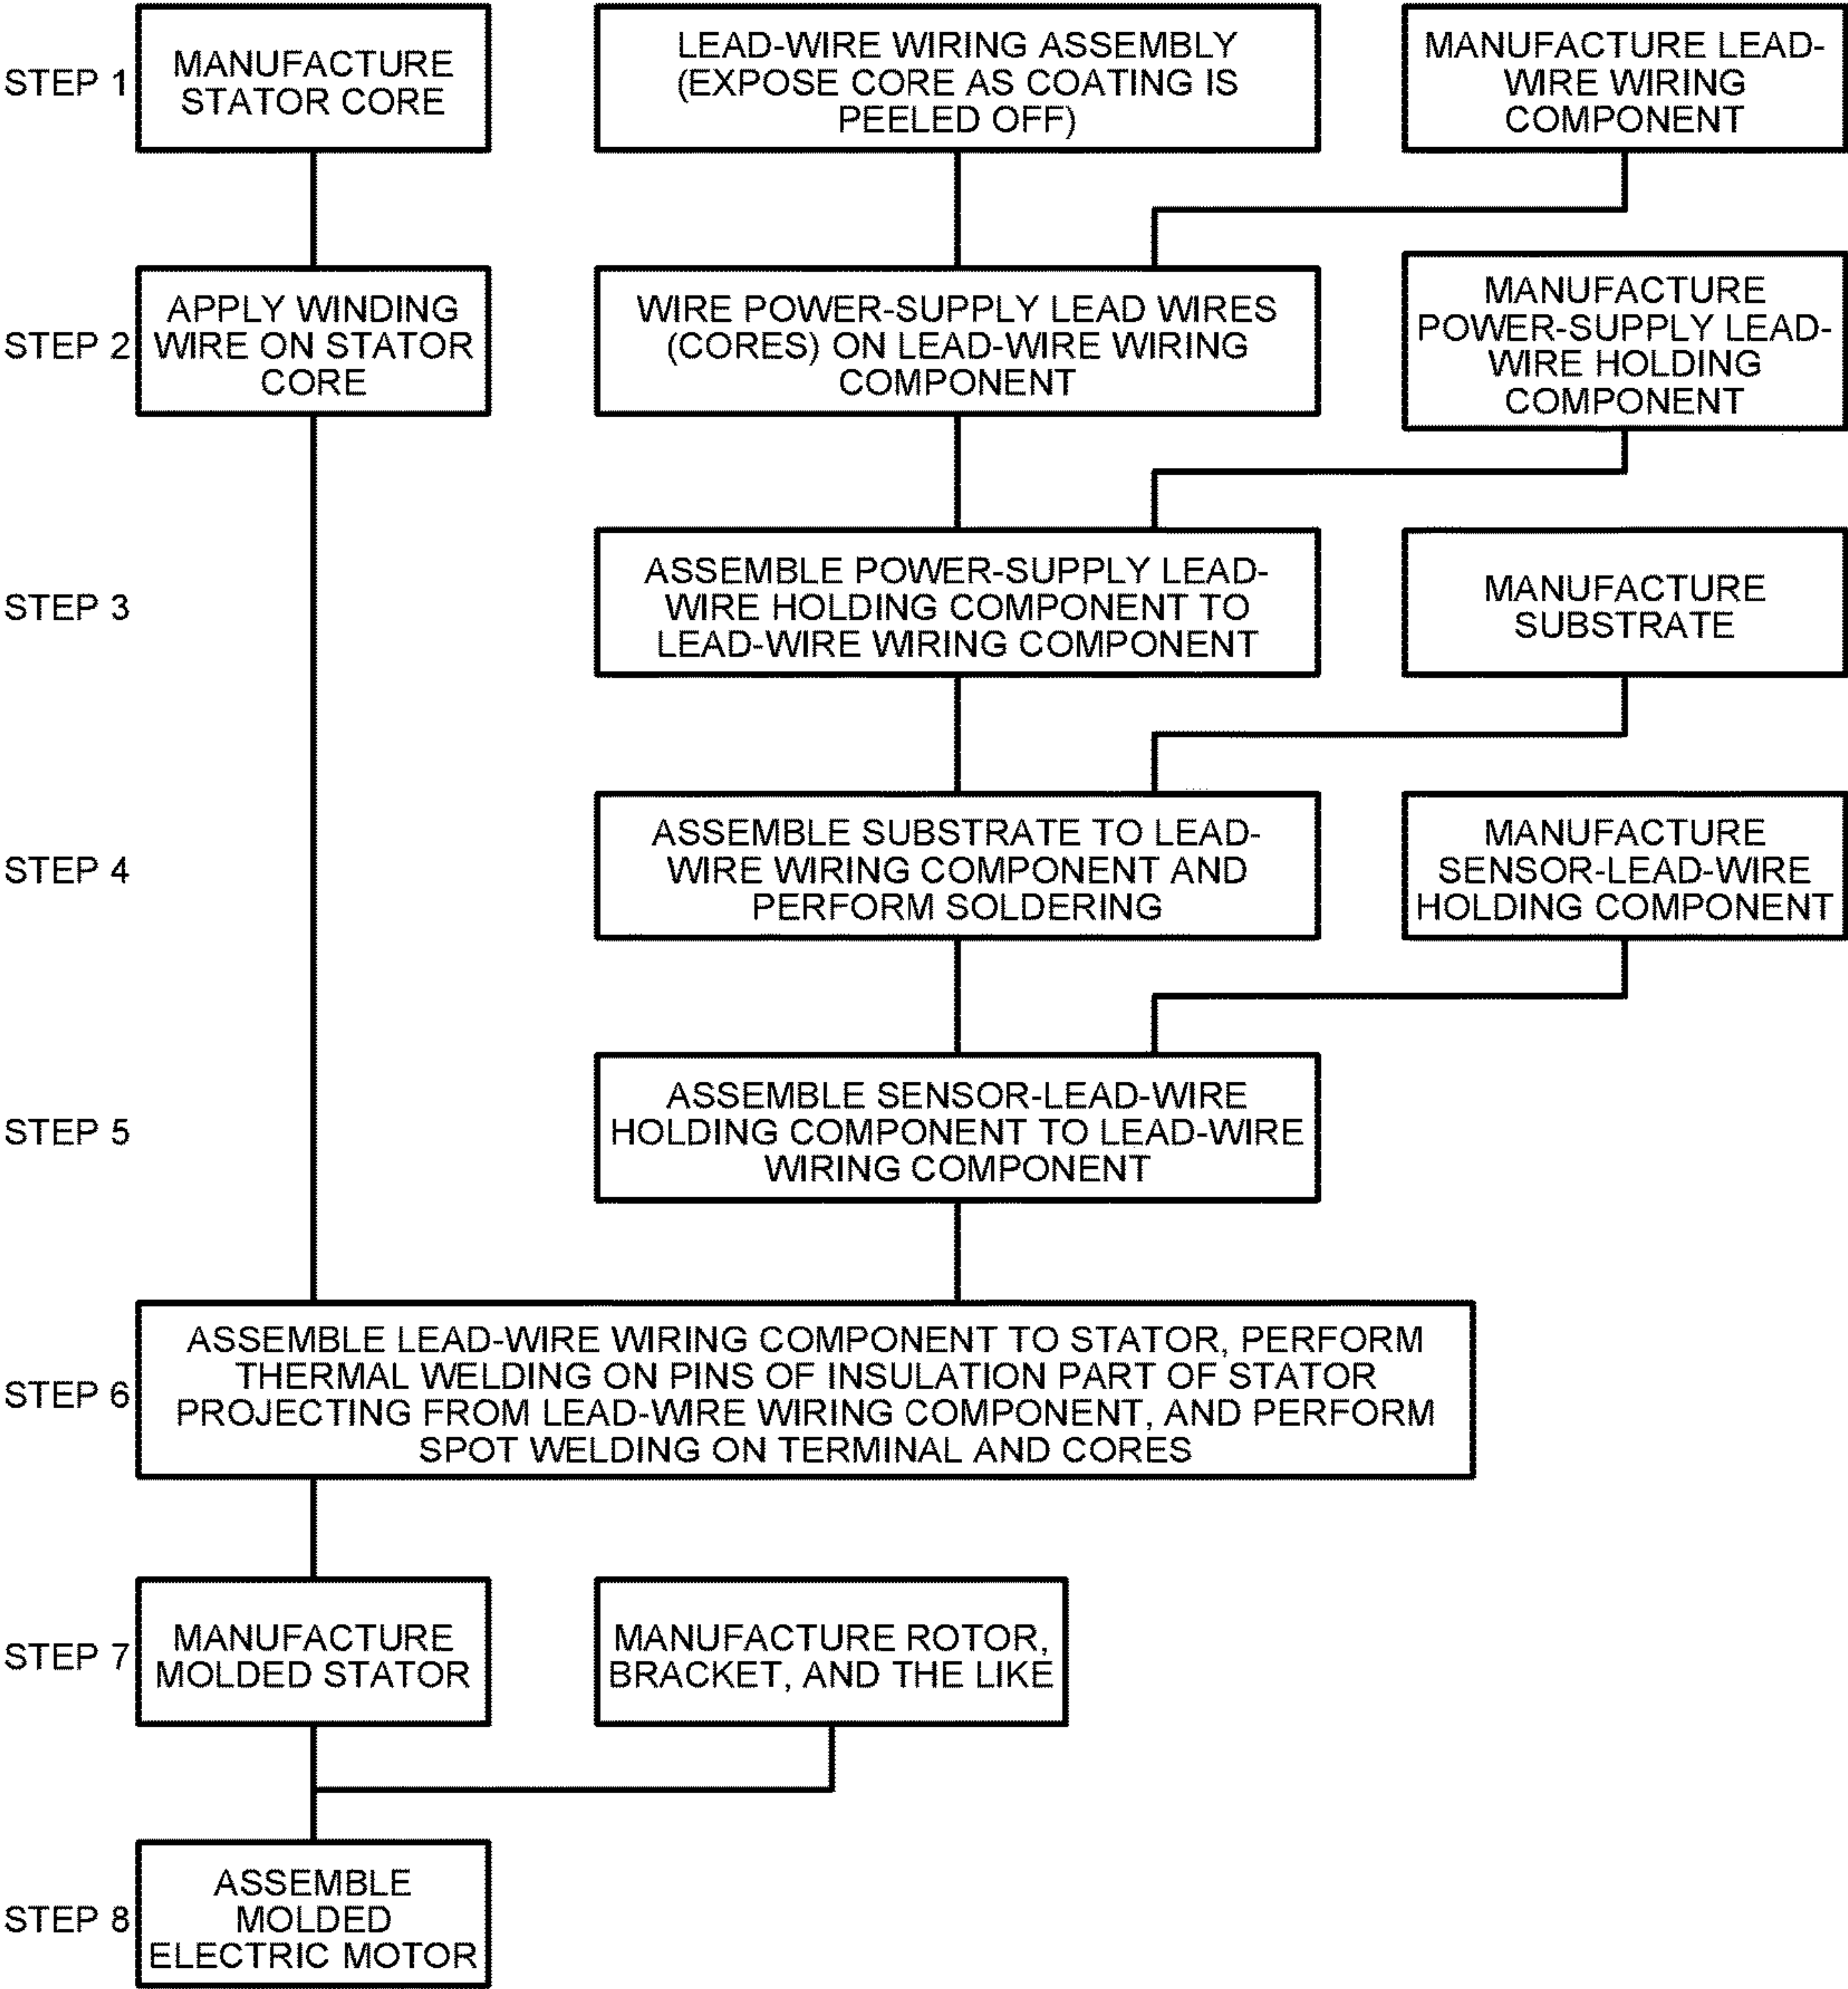 STEP 1
MANUFACTURE
STATOR CORE
LEAD-WIRE WIRING ASSEMBLY
(EXPOSE CORE AS COATING IS
PEELED OFF)
MANUFACTURE LEAD-
WIRE WIRING
COMPONENT
STEP 2
APPLY WINDING
WIRE ON STATOR
CORE
WIRE POWER-SUPPLY LEAD WIRES
(CORES) ON LEAD-WIRE WIRING
COMPONENT
MANUFACTURE
POWER-SUPPLY LEAD-
WIRE HOLDING
COMPONENT
STEP 3
ASSEMBLE POWER-SUPPLY LEAD-
WIRE HOLDING COMPONENT TO
LEAD-WIRE WIRING COMPONENT
MANUFACTURE
SUBSTRATE
STEP 4
ASSEMBLE SUBSTRATE TO LEAD-
WIRE WIRING COMPONENT AND
PERFORM SOLDERING
MANUFACTURE
SENSOR-LEAD-WIRE
HOLDING COMPONENT
STEP 5
ASSEMBLE SENSOR-LEAD-WIRE
HOLDING COMPONENT TO LEAD-WIRE
WIRING COMPONENT
STEP 6
ASSEMBLE LEAD-WIRE WIRING COMPONENT TO STATOR, PERFORM
THERMAL WELDING ON PINS OF INSULATION PART OF STATOR
PROJECTING FROM LEAD-WIRE WIRING COMPONENT, AND PERFORM
SPOT WELDING ON TERMINAL AND CORES
STEP 7
MANUFACTURE
MOLDED STATOR
MANUFACTURE ROTOR,
BRACKET, AND THE LIKE
STEP 8
ASSEMBLE
MOLDED
ELECTRIC MOTOR